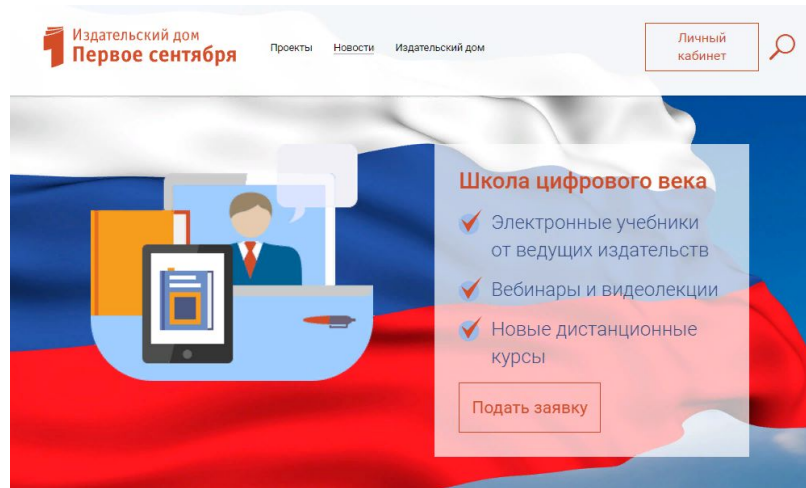 Издательский дом
Первое сентября
Проекты
Новости
Издательский дом
Личный
кабинет
Школа цифрового века
Электронные учебники
от ведущих издательств
Вебинары и видеолекции
Новые дистанционные
курсы
Подать заявку